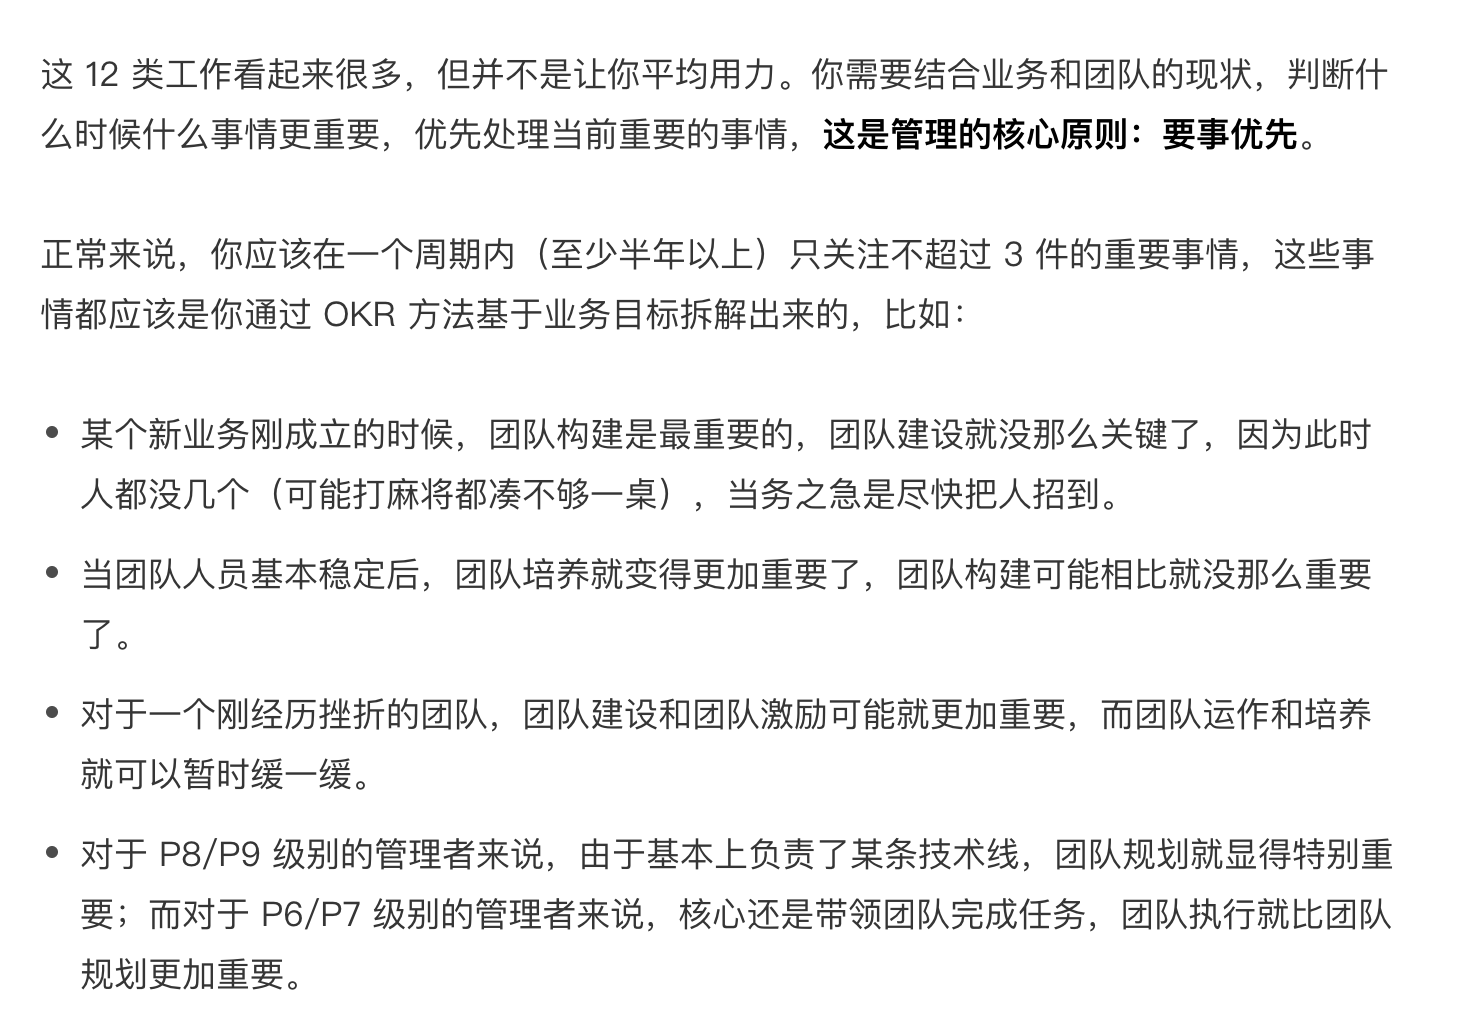 这 12 类工作看起来很多，但并不是让你平均用力。你需要结合业务和团队的现状，判断什
么时候什么事情更重要，优先处理当前重要的事情，这是管理的核心原则：要事优先。
正常来说，你应该在一个周期内（至少半年以上）只关注不超过 3 件的重要事情，这些事
情都应该是你通过 OKR 方法基于业务目标拆解出来的，比如：
• 某个新业务刚成立的时候，团队构建是最重要的，团队建设就没那么关键了，因为此时
人都没几个（可能打麻将都凑不够一桌），当务之急是尽快把人招到。
• 当团队人员基本稳定后，团队培养就变得更加重要了，团队构建可能相比就没那么重要
了。
• 对于一个刚经历挫折的团队，团队建设和团队激励可能就更加重要，而团队运作和培养
就可以暂时缓一缓。
• 对于 P8/P9 级别的管理者来说，由于基本上负责了某条技术线，团队规划就显得特别重
要；而对于 P6/P7 级别的管理者来说，核心还是带领团队完成任务，团队执行就比团队
规划更加重要。